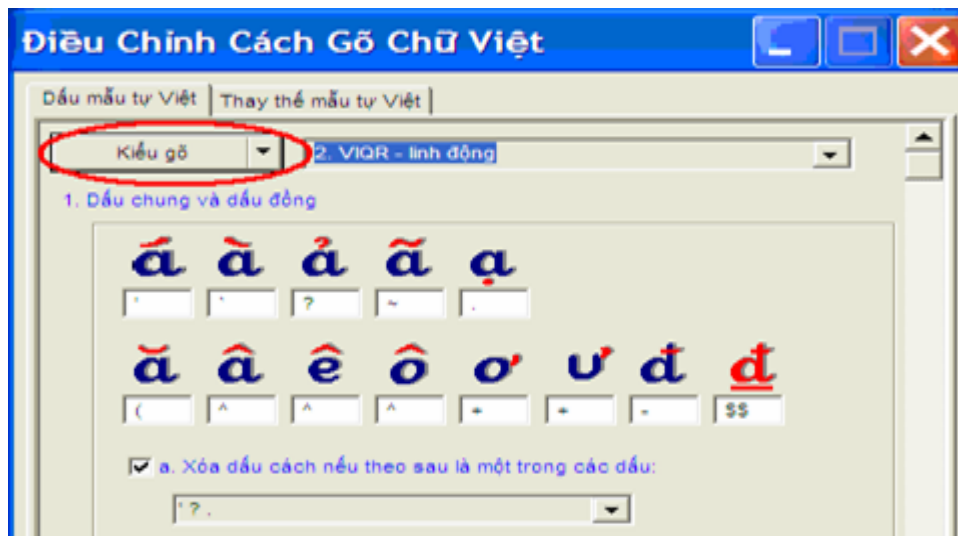 Điều Chỉnh Cách Gõ Chữ Việt
Dấu mẫu tự Việt Thay thế mẫu tự Việt
Kiểu gõ 2. VIQR - linh động
1. Dấu chung và dấu đồng
á à ả ã ạ
' ` ? ~ .
ă â ê ô ơ ư đ đ
( ^ ^ ^ + + - $$
a. Xóa dấu cách nếu theo sau là một trong các dấu:
' ? .